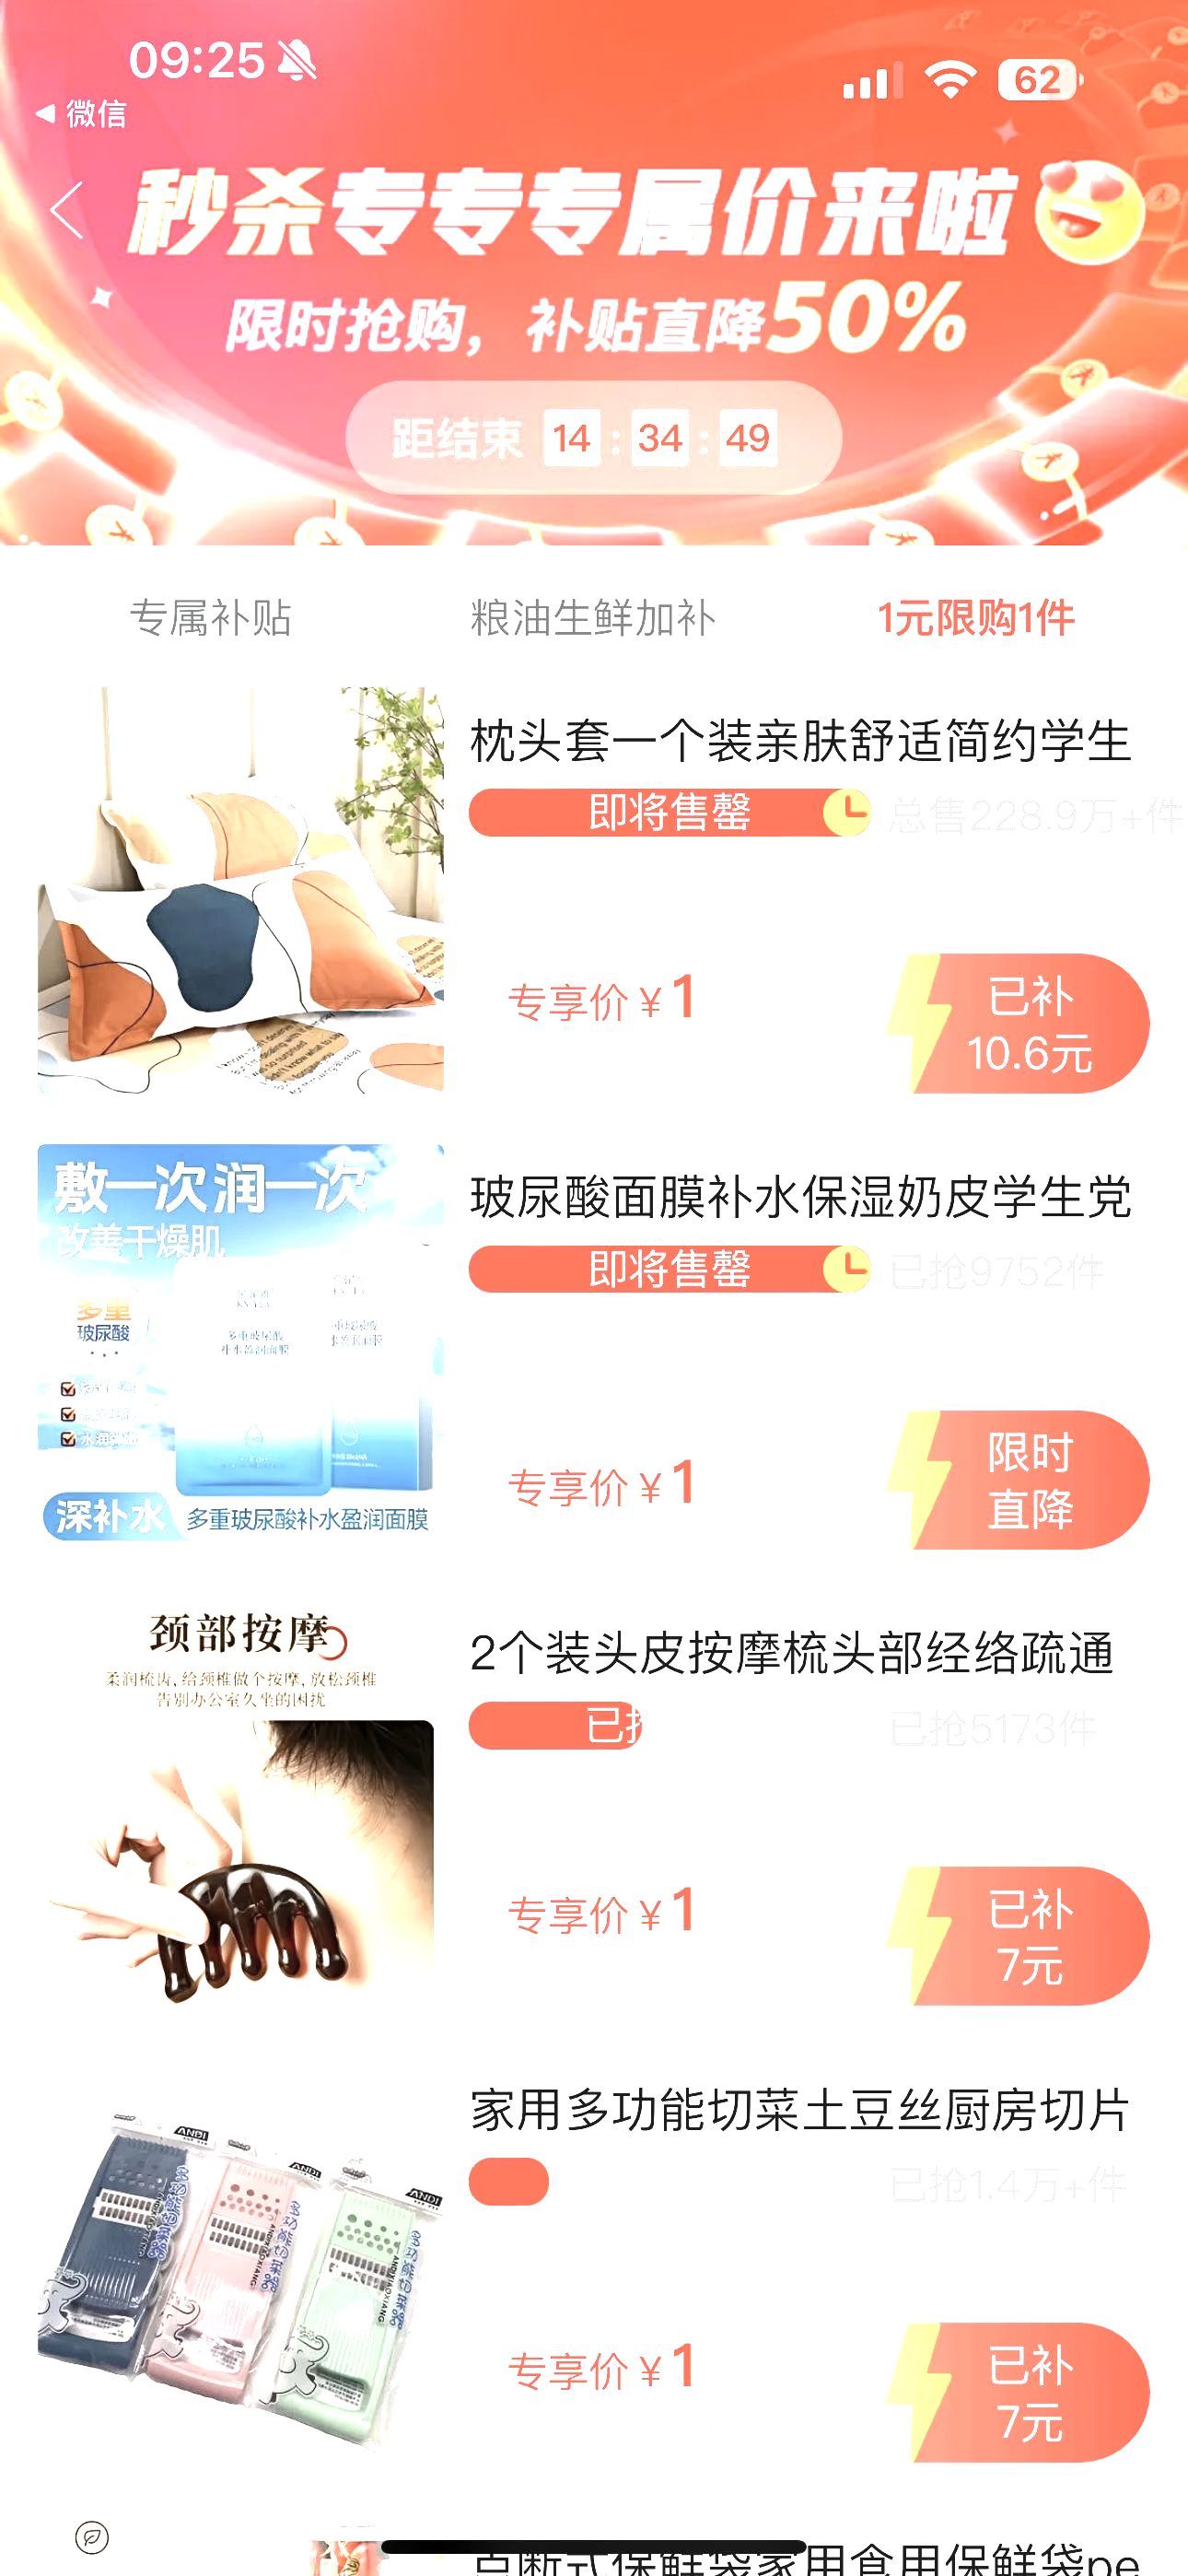 09:25
62
微信
秒杀专专专属价来啦
限时抢购，补贴直降50%
距结束 14 : 34 : 49
专属补贴 粮油生鲜加补 1元限购1件
枕头套一个装亲肤舒适简约学生
即将售罄 总售228.9万+件
专享价 ¥1
已补
10.6元
敷一次润一次
改善干燥肌
多重
玻尿酸
深补水 多重玻尿酸补水盈润面膜
玻尿酸面膜补水保湿奶皮学生党
即将售罄 已抢9752件
专享价 ¥1
限时
直降
颈部按摩
柔润梳齿,给颈椎做个按摩,放松颈椎
告别办公室久坐的困扰
2个装头皮按摩梳头部经络疏通
已 已抢5173件
专享价 ¥1
已补
7元
ANDI
ANDI
ANDI
家用多功能切菜土豆丝厨房切片
已抢1.4万+件
专享价 ¥1
已补
7元
点断式保鲜袋家用食用保鲜袋pe